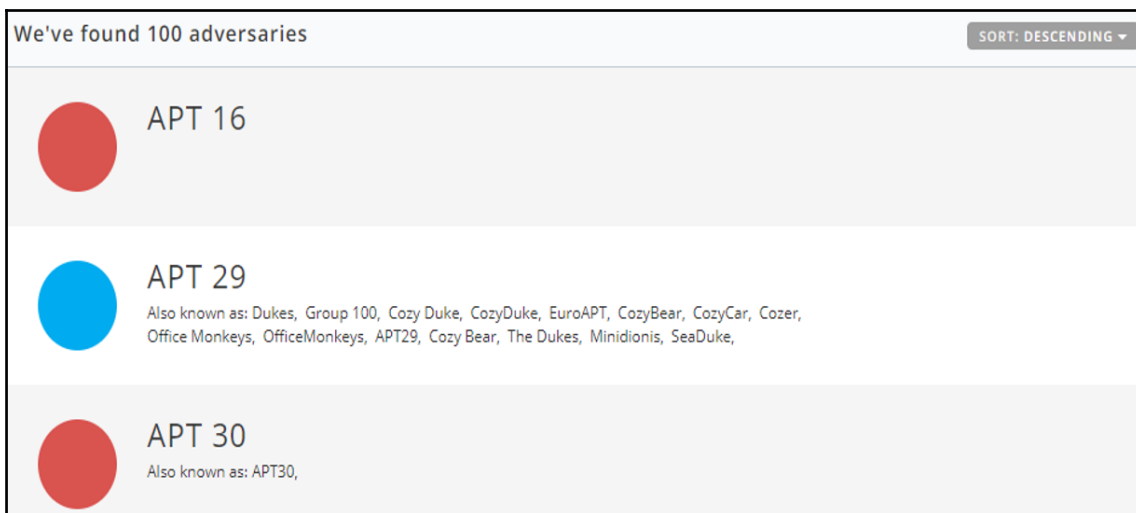 We've found 100 adversaries
SORT: DESCENDING
APT 16
APT 29
Also known as: Dukes, Group 100, Cozy Duke, CozyDuke, EuroAPT, CozyBear, CozyCar, Cozer,
Office Monkeys, OfficeMonkeys, APT29, Cozy Bear, The Dukes, Minidionis, SeaDuke,
APT 30
Also known as: APT30,